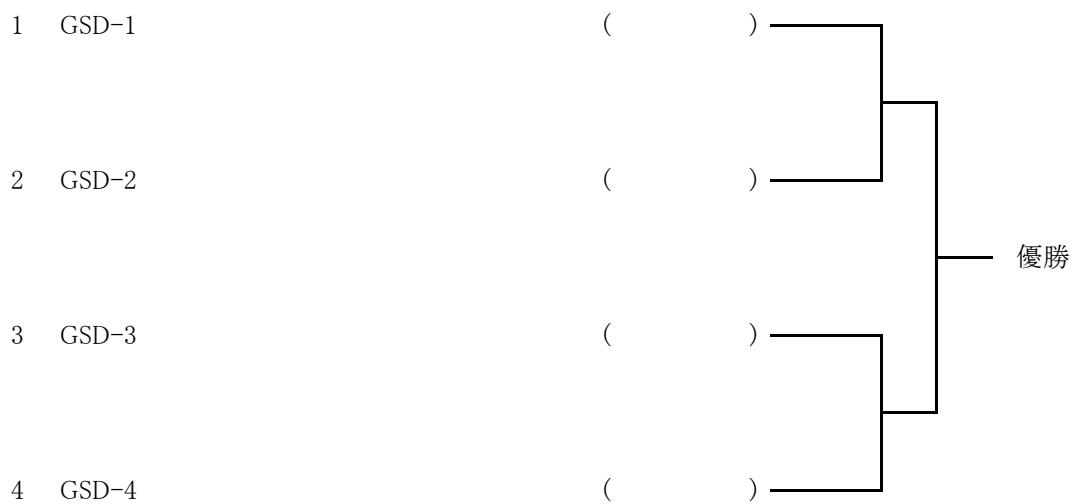 1 GSD-1 ( )
2 GSD-2 ( )
優勝
3 GSD-3 ( )
4 GSD-4 ( )